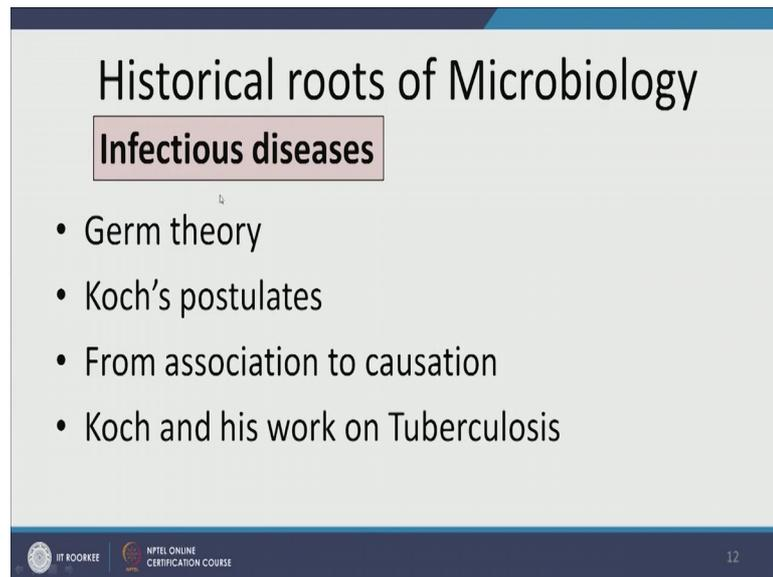 Historical roots of Microbiology
Infectious diseases
• Germ theory
• Koch's postulates
• From association to causation
• Koch and his work on Tuberculosis
IIT ROORKEE
NPTEL ONLINE
CERTIFICATION COURSE
12